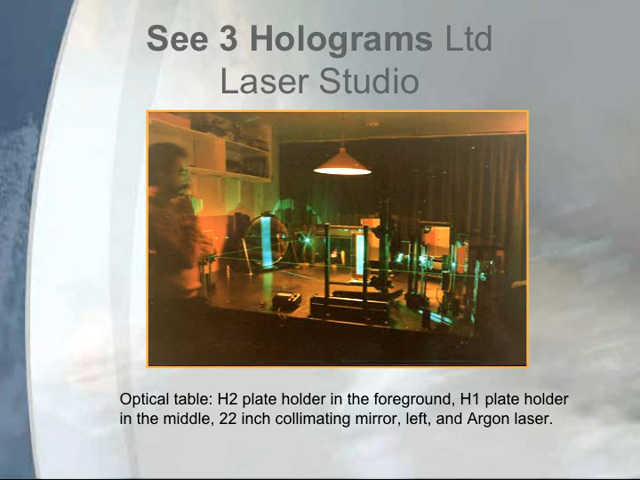 See 3 Holograms Ltd
Laser Studio
Optical table: H2 plate holder in the foreground, H1 plate holder
in the middle, 22 inch collimating mirror, left, and Argon laser.